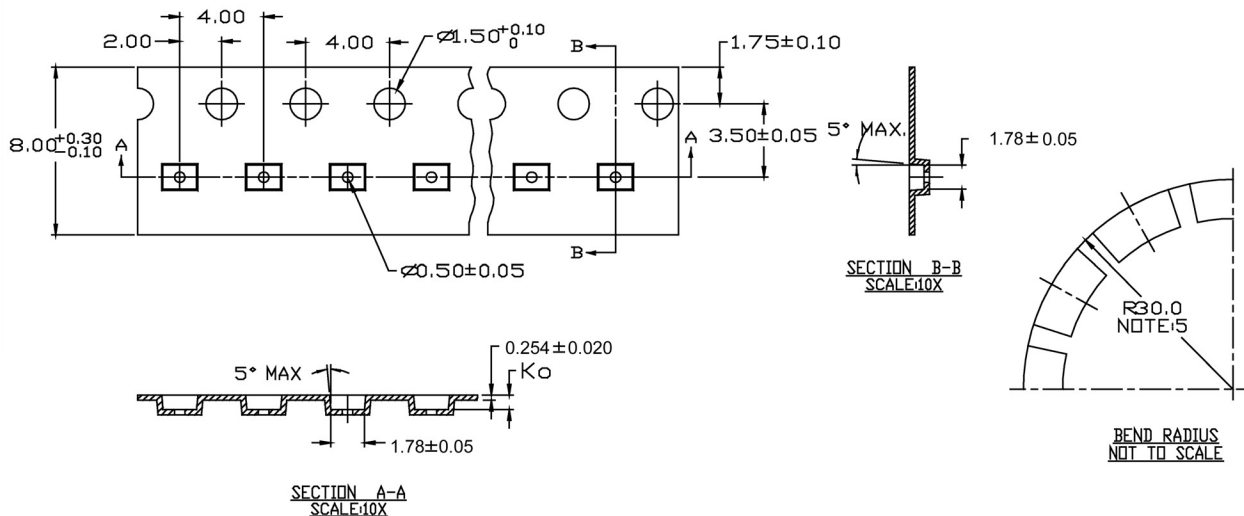 4.00
2.00
4.00
Ø1.50 +0.10 0
B
1.75±0.10
8.00 +0.30 -0.10
A
A
3.50±0.05
5° MAX.
1.78±0.05
Ø0.50±0.05
B
SECTION B-B
SCALE:10X
R30.0
NOTE:5
0.254±0.020
5° MAX
Ko
1.78±0.05
BEND RADIUS
NOT TO SCALE
SECTION A-A
SCALE:10X